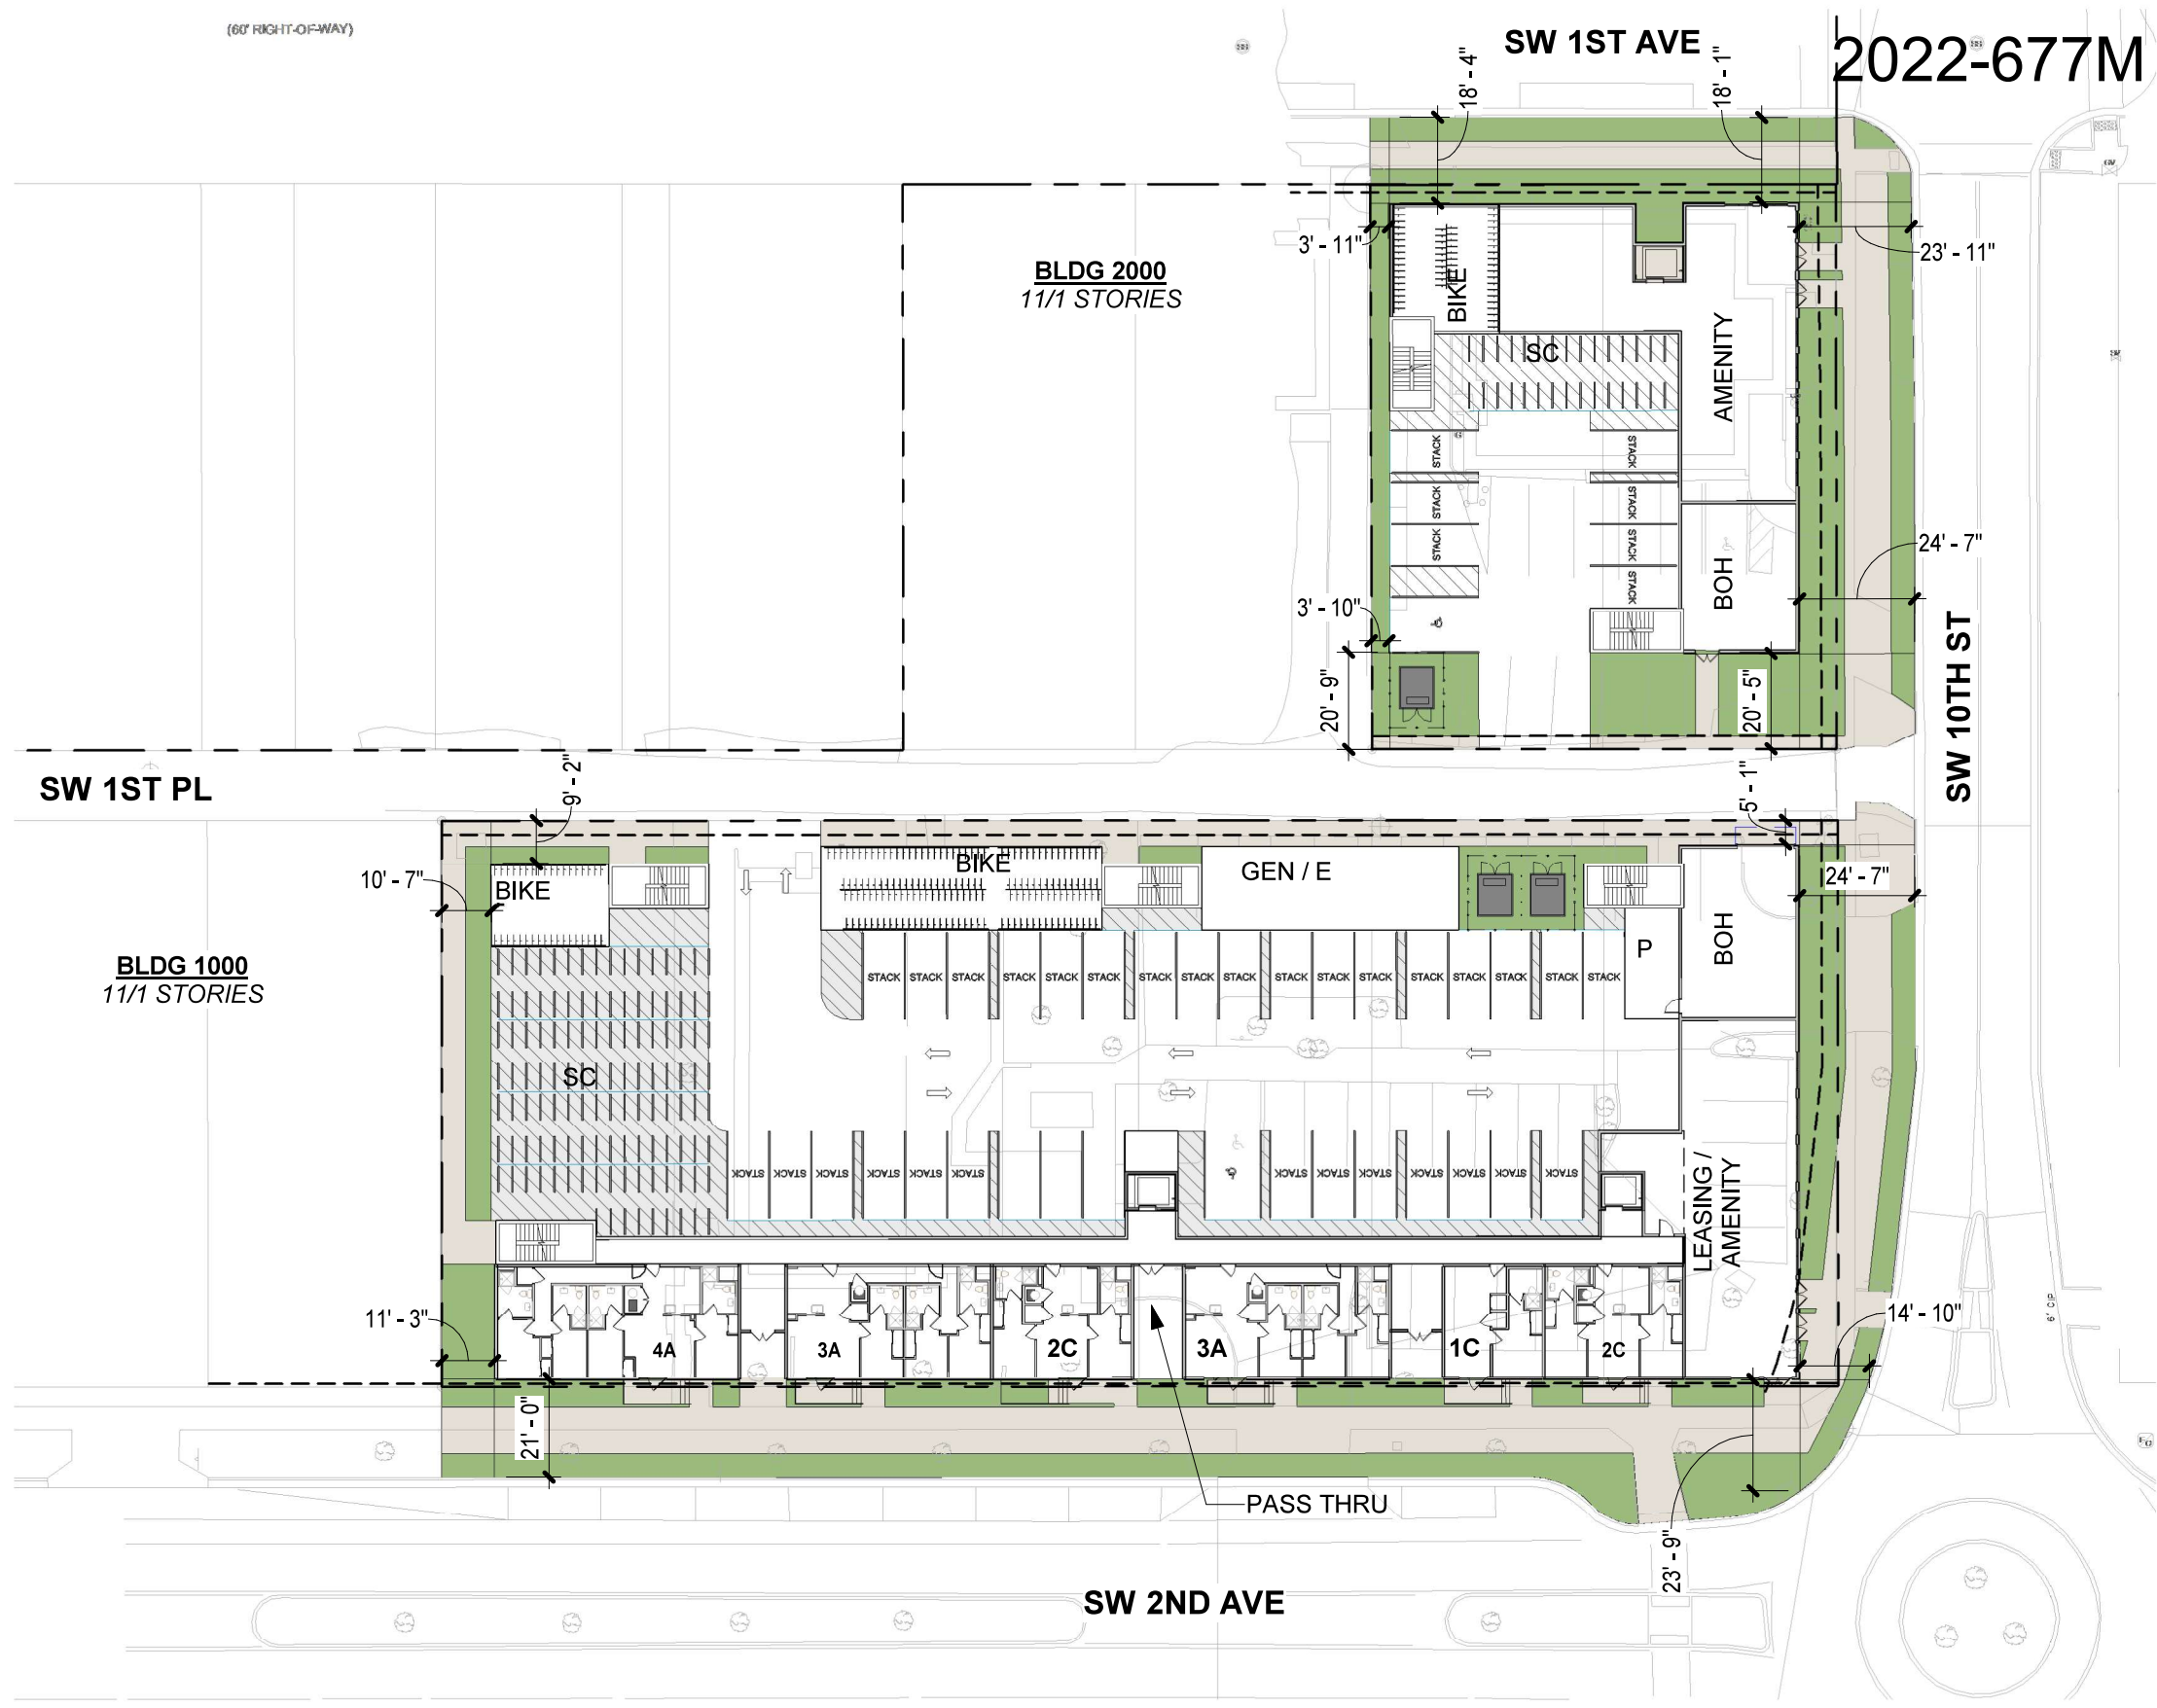 (60' RIGHT-OF-WAY)
SW 1ST AVE
2022-677M
18' - 4"
18' - 1"
3' - 11"
23' - 11"
BLDG 2000
11/1 STORIES
BIKE
SC
AMENITY
STACK
STACK
STACK
STACK
STACK
STACK
STACK
BOH
24' - 7"
3' - 10"
20' - 9"
20' - 5"
SW 10TH ST
SW 1ST PL
9' - 2"
5' - 1"
10' - 7"
BIKE
BIKE
GEN / E
24' - 7"
BOH
P
BLDG 1000
11/1 STORIES
STACK STACK STACK STACK STACK STACK STACK STACK STACK STACK STACK STACK STACK STACK STACK STACK STACK
SC
STACK STACK STACK STACK STACK STACK STACK STACK STACK STACK STACK STACK STACK
LEASING /
AMENITY
11' - 3"
4A
3A
2C
3A
1C
2C
14' - 10"
6' CIP
21' - 0"
PASS THRU
23' - 9"
SW 2ND AVE